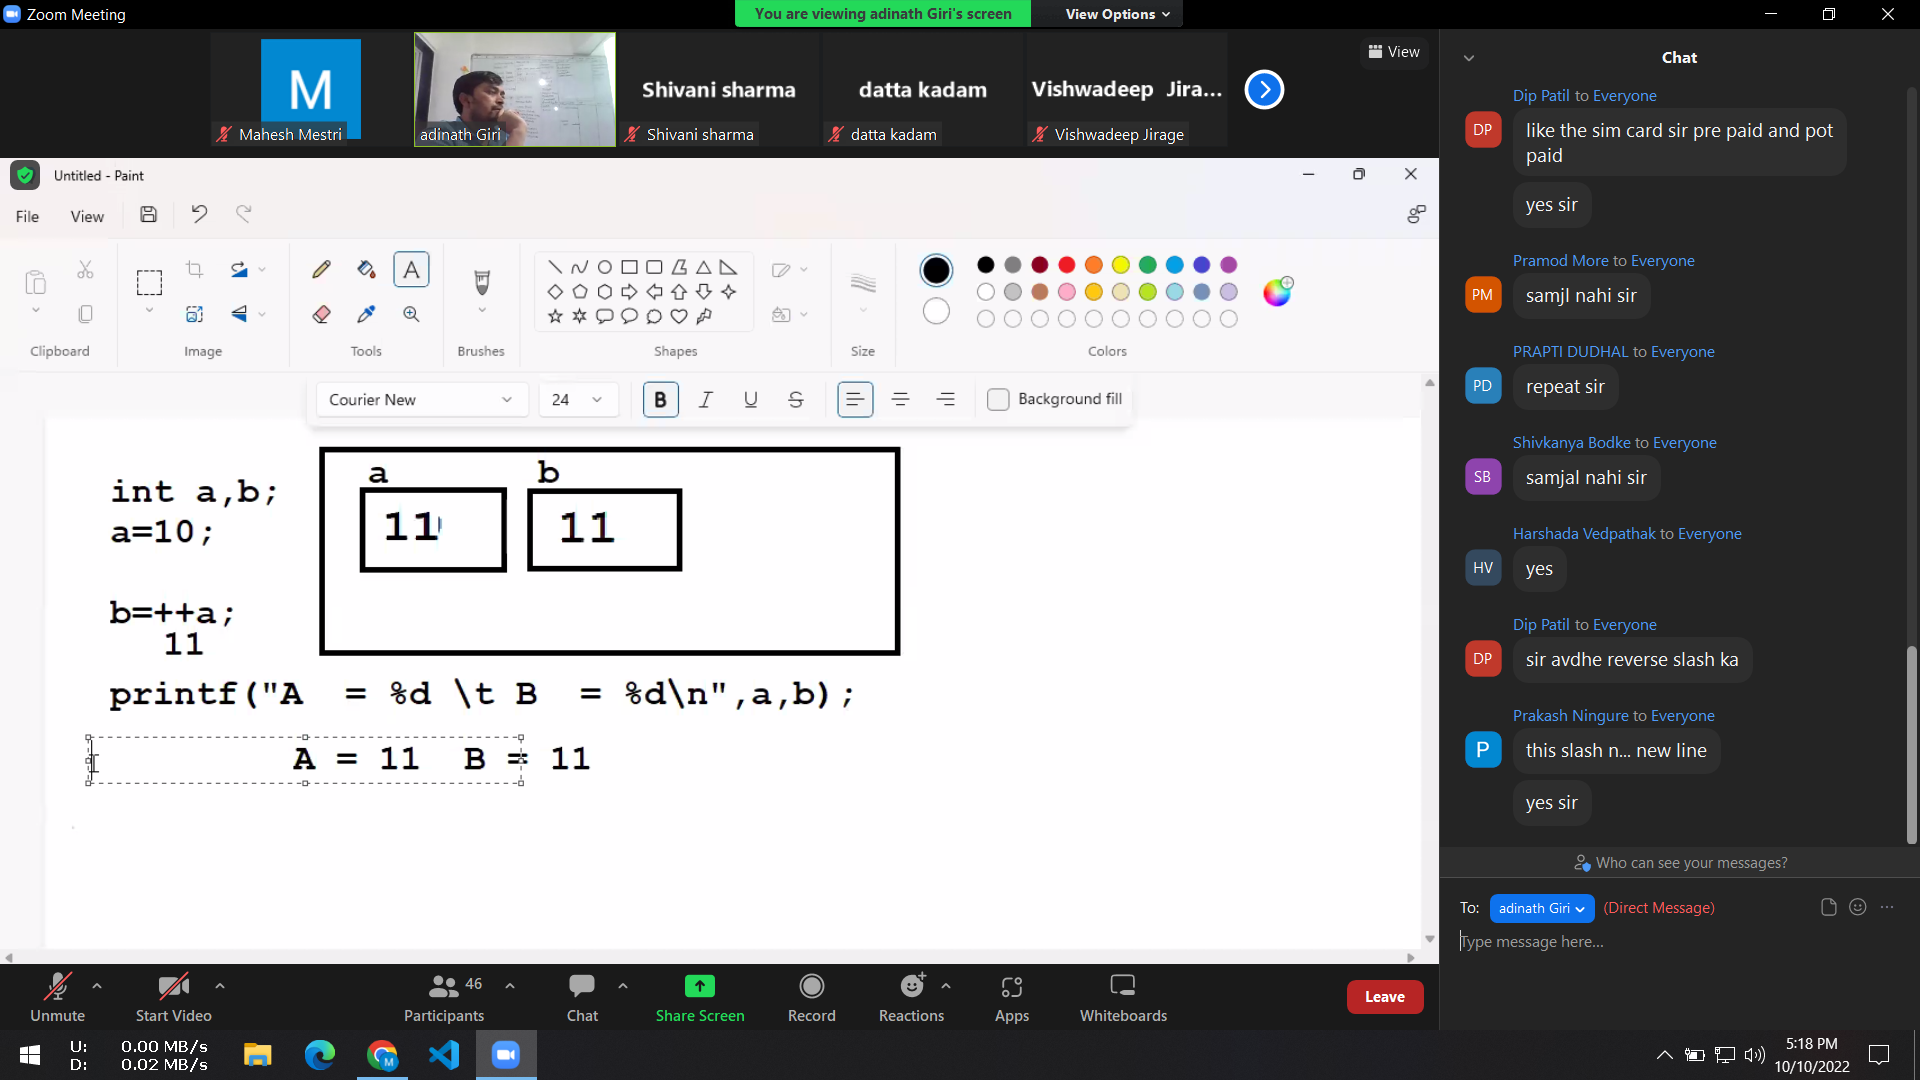 Zoom Meeting
You are viewing adinath Giri's screen
View Options
View
M
Mahesh Mestri
adinath Giri
Shivani sharma
Shivani sharma
datta kadam
datta kadam
Vishwadeep Jira...
Vishwadeep Jirage
Untitled - Paint
File View
Clipboard
Image
Tools
Brushes
Shapes
Size
Colors
A
Courier New
24
B I U S
Background fill
int a,b;
a=10;
a b
11 11
b=++a;
11
printf("A = %d \t B = %d\n",a,b);
A = 11 B = 11
Chat
Dip Patil to Everyone
DP
like the sim card sir pre paid and pot
paid
yes sir
Pramod More to Everyone
PM
samjl nahi sir
PRAPTI DUDHAL to Everyone
PD
repeat sir
Shivkanya Bodke to Everyone
SB
samjal nahi sir
Harshada Vedpathak to Everyone
HV
yes
Dip Patil to Everyone
DP
sir avdhe reverse slash ka
Prakash Ningure to Everyone
P
this slash n... new line
yes sir
Who can see your messages?
To: adinath Giri (Direct Message)
Type message here...
Unmute
Start Video
46
Participants
Chat
Share Screen
Record
Reactions
Apps
Whiteboards
Leave
U: 0.00 MB/s
D: 0.02 MB/s
M
5:18 PM
10/10/2022